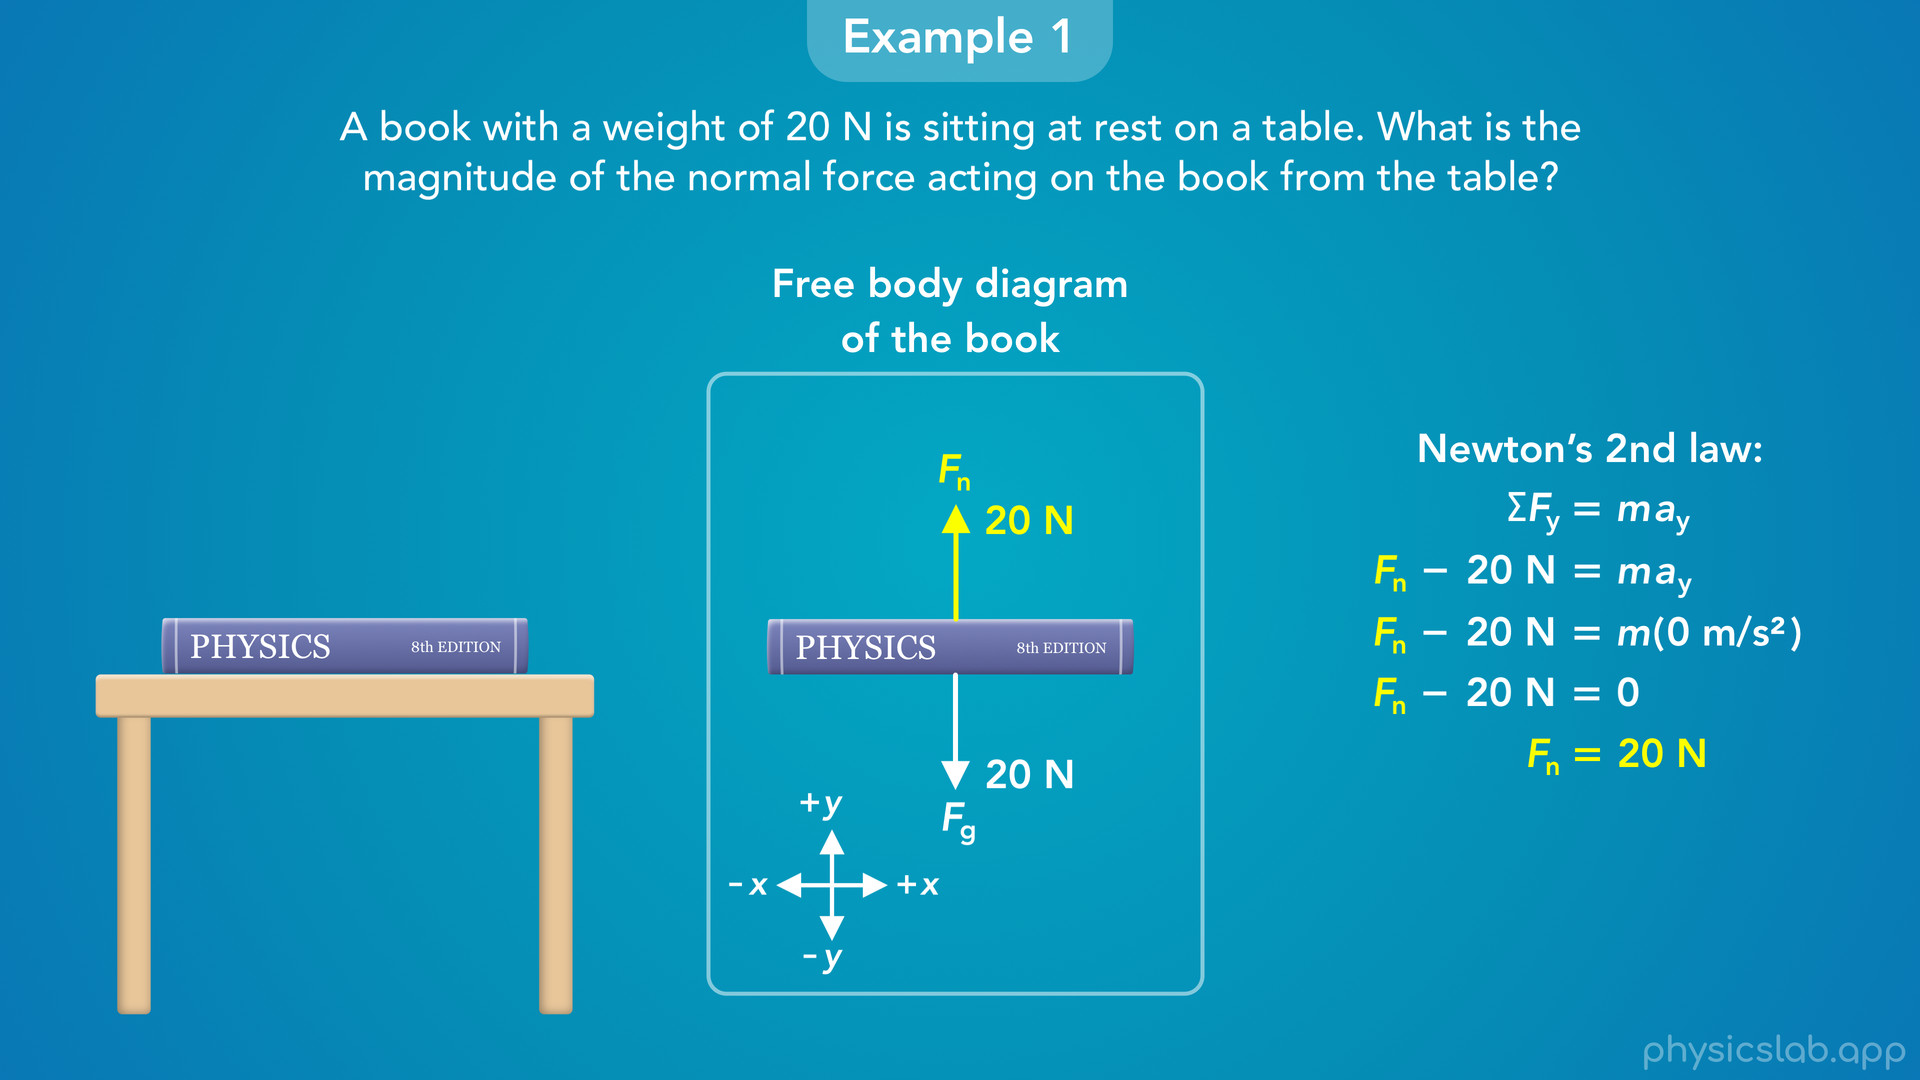 Example 1
A book with a weight of 20 N is sitting at rest on a table. What is the
magnitude of the normal force acting on the book from the table?
Free body diagram
of the book
Fn
20 N
PHYSICS 8th EDITION
20 N
Fg
+y
-x +x
-y
PHYSICS 8th EDITION
Newton’s 2nd law:
ΣFy = may
Fn − 20 N = may
Fn − 20 N = m(0 m/s²)
Fn − 20 N = 0
Fn = 20 N
physicslab.app